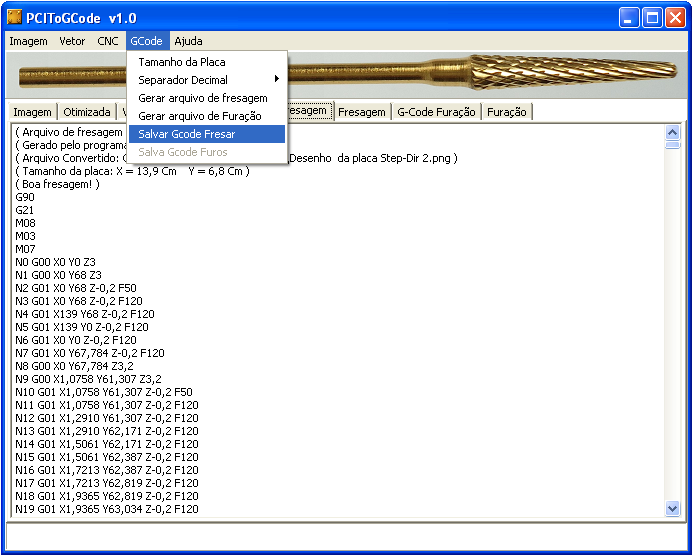 PCIToGCode v1.0
Imagem Vetor CNC GCode Ajuda
Tamanho da Placa
Separador Decimal
Gerar arquivo de fresagem
Gerar arquivo de Furação
Salvar Gcode Fresar
Salva Gcode Furos
Imagem Otimizada Fresagem G-Code Furação Furação
( Arquivo de fresagem
( Gerado pelo programa
( Arquivo Convertido: Desenho da placa Step-Dir 2.png )
( Tamanho da placa: X = 13,9 Cm Y = 6,8 Cm )
( Boa fresagem! )
G90
G21
M08
M03
M07
N0 G00 X0 Y0 Z3
N1 G00 X0 Y68 Z3
N2 G01 X0 Y68 Z-0,2 F50
N3 G01 X0 Y68 Z-0,2 F120
N4 G01 X139 Y68 Z-0,2 F120
N5 G01 X139 Y0 Z-0,2 F120
N6 G01 X0 Y0 Z-0,2 F120
N7 G01 X0 Y67,784 Z-0,2 F120
N8 G00 X0 Y67,784 Z3,2
N9 G00 X1,0758 Y61,307 Z3,2
N10 G01 X1,0758 Y61,307 Z-0,2 F50
N11 G01 X1,0758 Y61,307 Z-0,2 F120
N12 G01 X1,2910 Y61,307 Z-0,2 F120
N13 G01 X1,2910 Y62,171 Z-0,2 F120
N14 G01 X1,5061 Y62,171 Z-0,2 F120
N15 G01 X1,5061 Y62,387 Z-0,2 F120
N16 G01 X1,7213 Y62,387 Z-0,2 F120
N17 G01 X1,7213 Y62,819 Z-0,2 F120
N18 G01 X1,9365 Y62,819 Z-0,2 F120
N19 G01 X1,9365 Y63,034 Z-0,2 F120